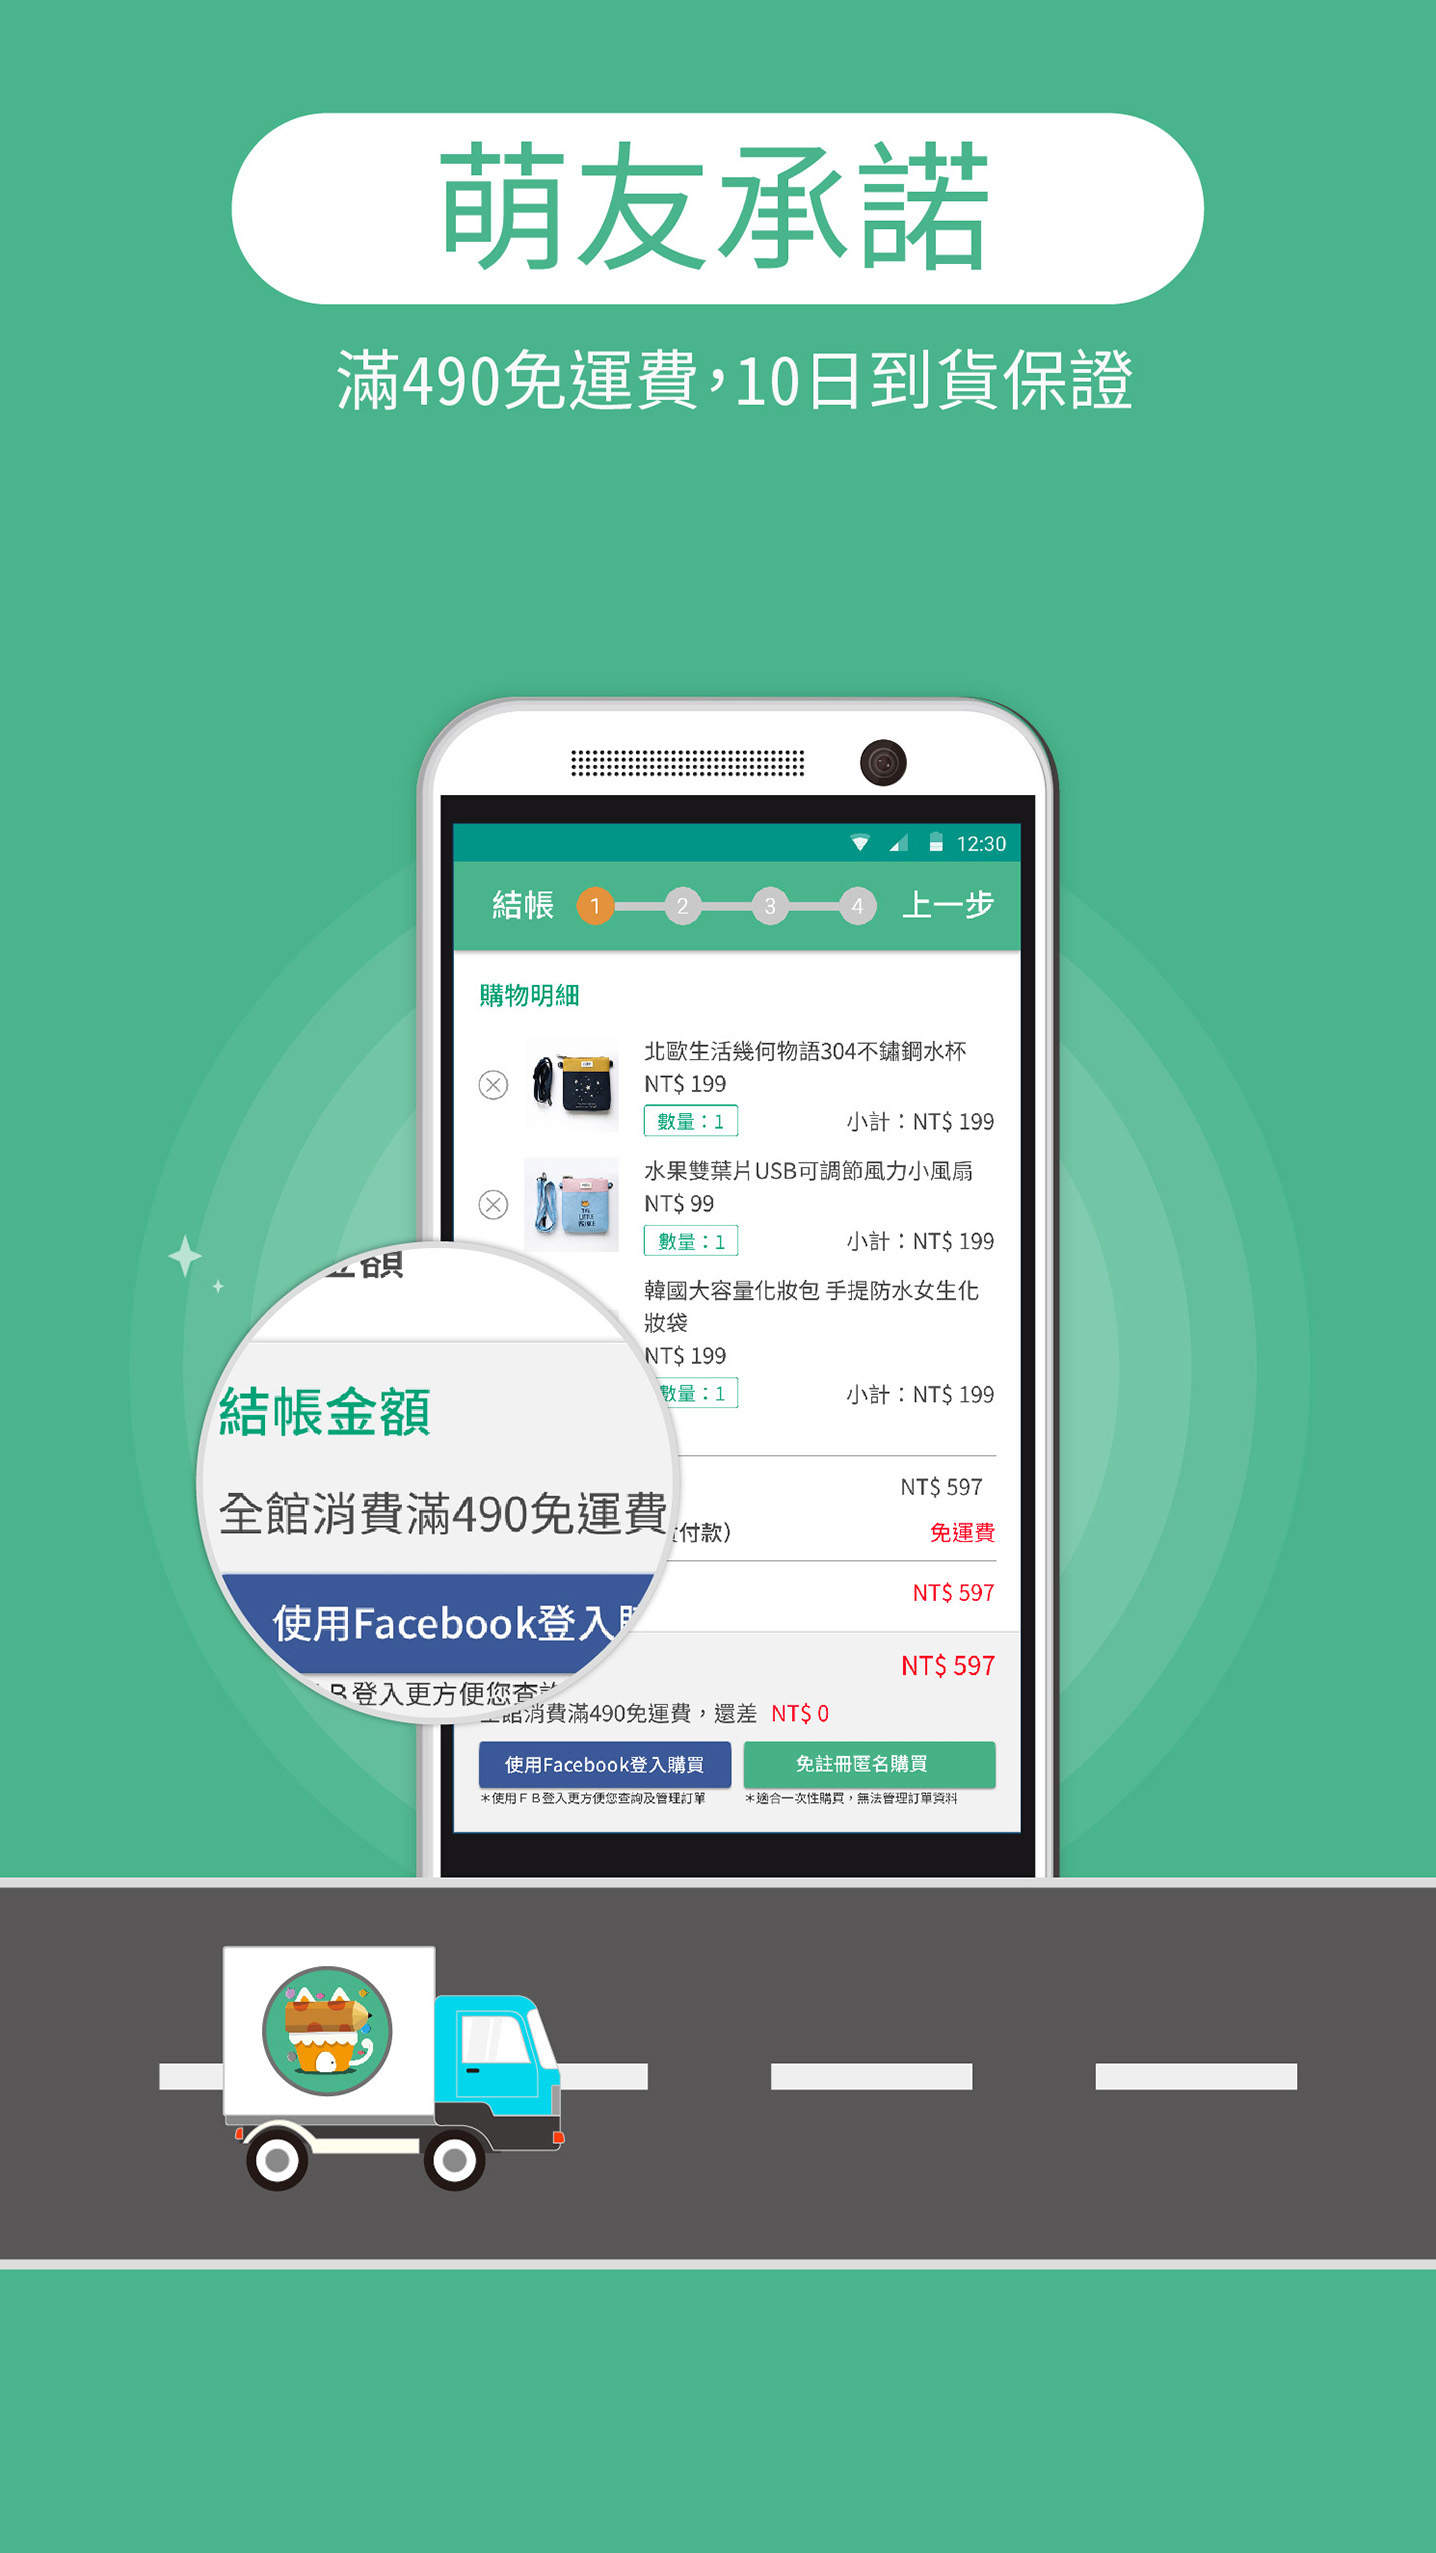 萌友承諾
滿490免運費，10日到貨保證
12:30
結帳 1 2 3 4 上一步
購物明細
北歐生活幾何物語304不鏽鋼水杯
NT$ 199
數量：1 小計：NT$ 199
水果雙葉片USB可調節風力小風扇
NT$ 99
數量：1 小計：NT$ 199
THE
LITTLE
PRINCE
韓國大容量化妝包 手提防水女生化
妝袋
NT$ 199
數量：1 小計：NT$ 199
金額
結帳金額
全館消費滿490免運費
使用Facebook登入購
B登入更方便您查詢
NT$ 597
付款） 免運費
NT$ 597
NT$ 597
全館消費滿490免運費，還差 NT$ 0
使用Facebook登入購買 免註冊匿名購買
＊使用ＦＢ登入更方便您查詢及管理訂單 ＊適合一次性購買，無法管理訂單資料